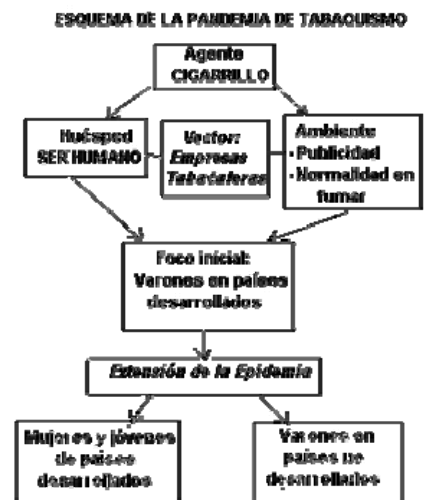 ESQUEMA DE LA PANDEMIA DE TABAQUISMO
Agente
CIGARRILLO
Huésped
SER HUMANO
Vector:
Empresas
Tabacaleras
Ambiente
·Publicidad
·Normalidad en
fumar
Foco inicial:
Varones en países
desarrollados
Extensión de la Epidemia
Mujeres y jóvenes
de países
desarrollados
Varones en
países no
desarrollados